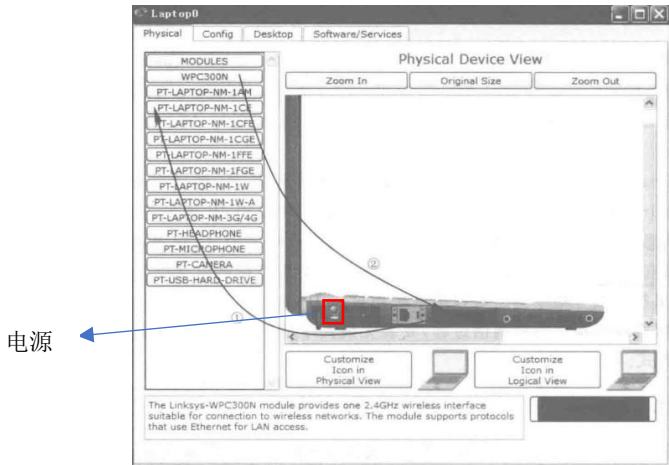 Laptop0
Physical Config Desktop Software/Services
MODULES
WPC300N
PT-LAPTOP-NM-1AM
PT-LAPTOP-NM-1CE
PT-LAPTOP-NM-1CFE
PT-LAPTOP-NM-1CGE
PT-LAPTOP-NM-1FFE
PT-LAPTOP-NM-1FGE
PT-LAPTOP-NM-1W
PT-LAPTOP-NM-1W-A
PT-LAPTOP-NM-3G/4G
PT-HEADPHONE
PT-MICROPHONE
PT-CAMERA
PT-USB-HARD-DRIVE
Physical Device View
Zoom In Original Size Zoom Out
②
①
电源
Customize
Icon in
Physical View
Customize
Icon in
Logical View
The Linksys-WPC300N module provides one 2.4GHz wireless interface
suitable for connection to wireless networks. The module supports protocols
that use Ethernet for LAN access.